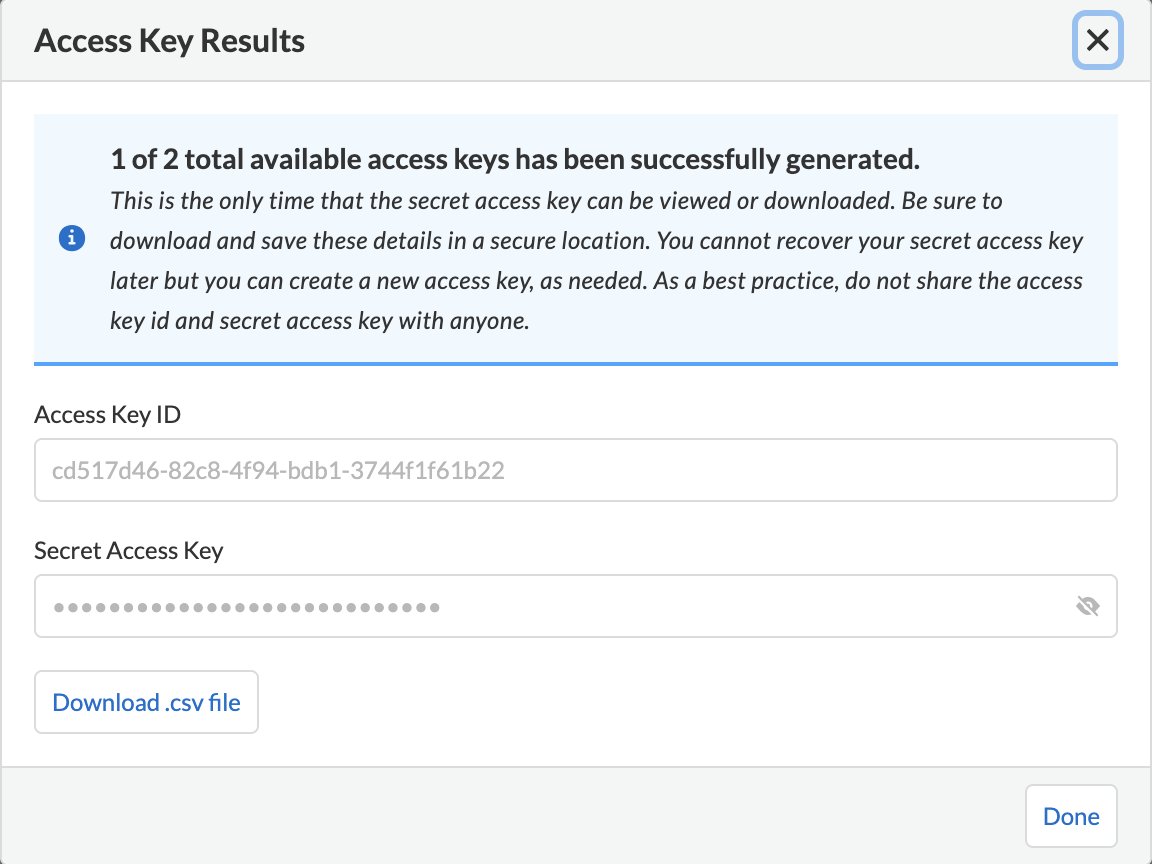 Access Key Results
1 of 2 total available access keys has been successfully generated.
This is the only time that the secret access key can be viewed or downloaded. Be sure to
download and save these details in a secure location. You cannot recover your secret access key
later but you can create a new access key, as needed. As a best practice, do not share the access
key id and secret access key with anyone.
Access Key ID
cd517d46-82c8-4f94-bdb1-3744f1f61b22
Secret Access Key
••••••••••••••••••••••••••••
Download .csv file
Done